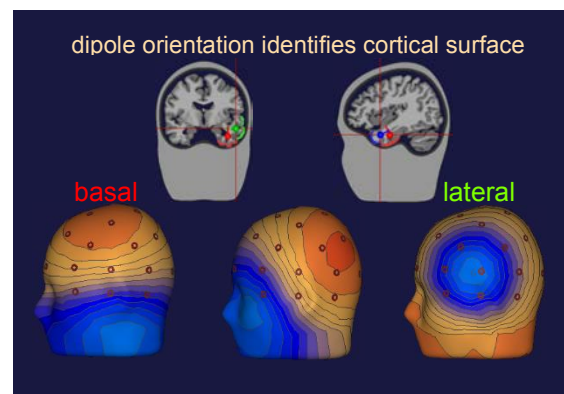 dipole orientation identifies cortical surface
basal
lateral